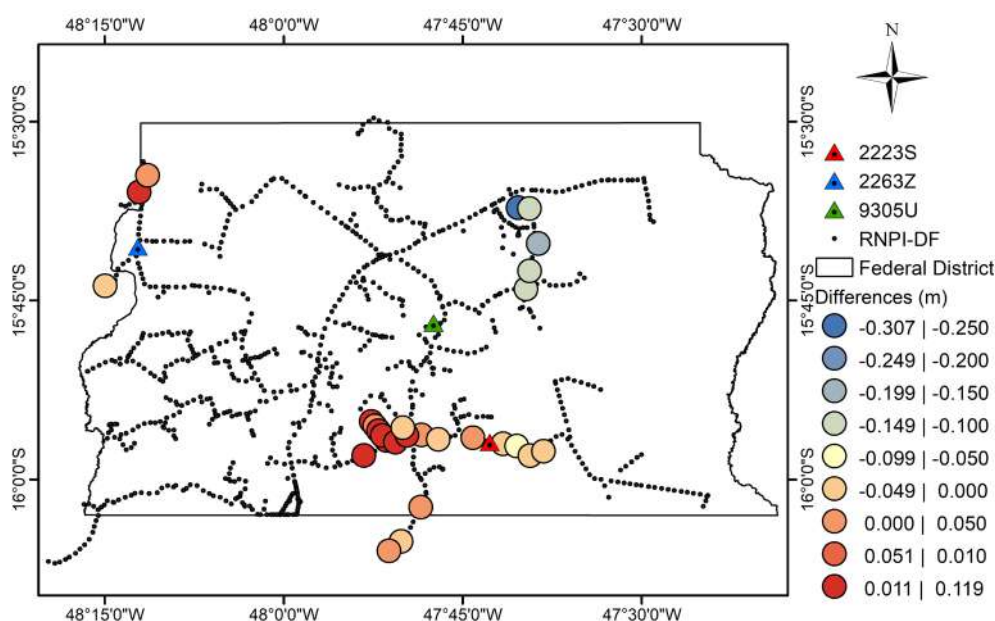 48°15'0"W 48°0'0"W 47°45'0"W 47°30'0"W
N
15°30'0"S 15°30'0"S
15°45'0"S 15°45'0"S
16°0'0"S 16°0'0"S
48°15'0"W 48°0'0"W 47°45'0"W 47°30'0"W
2223S
2263Z
9305U
RNPI-DF
Federal District
Differences (m)
-0.307 | -0.250
-0.249 | -0.200
-0.199 | -0.150
-0.149 | -0.100
-0.099 | -0.050
-0.049 | 0.000
0.000 | 0.050
0.051 | 0.010
0.011 | 0.119